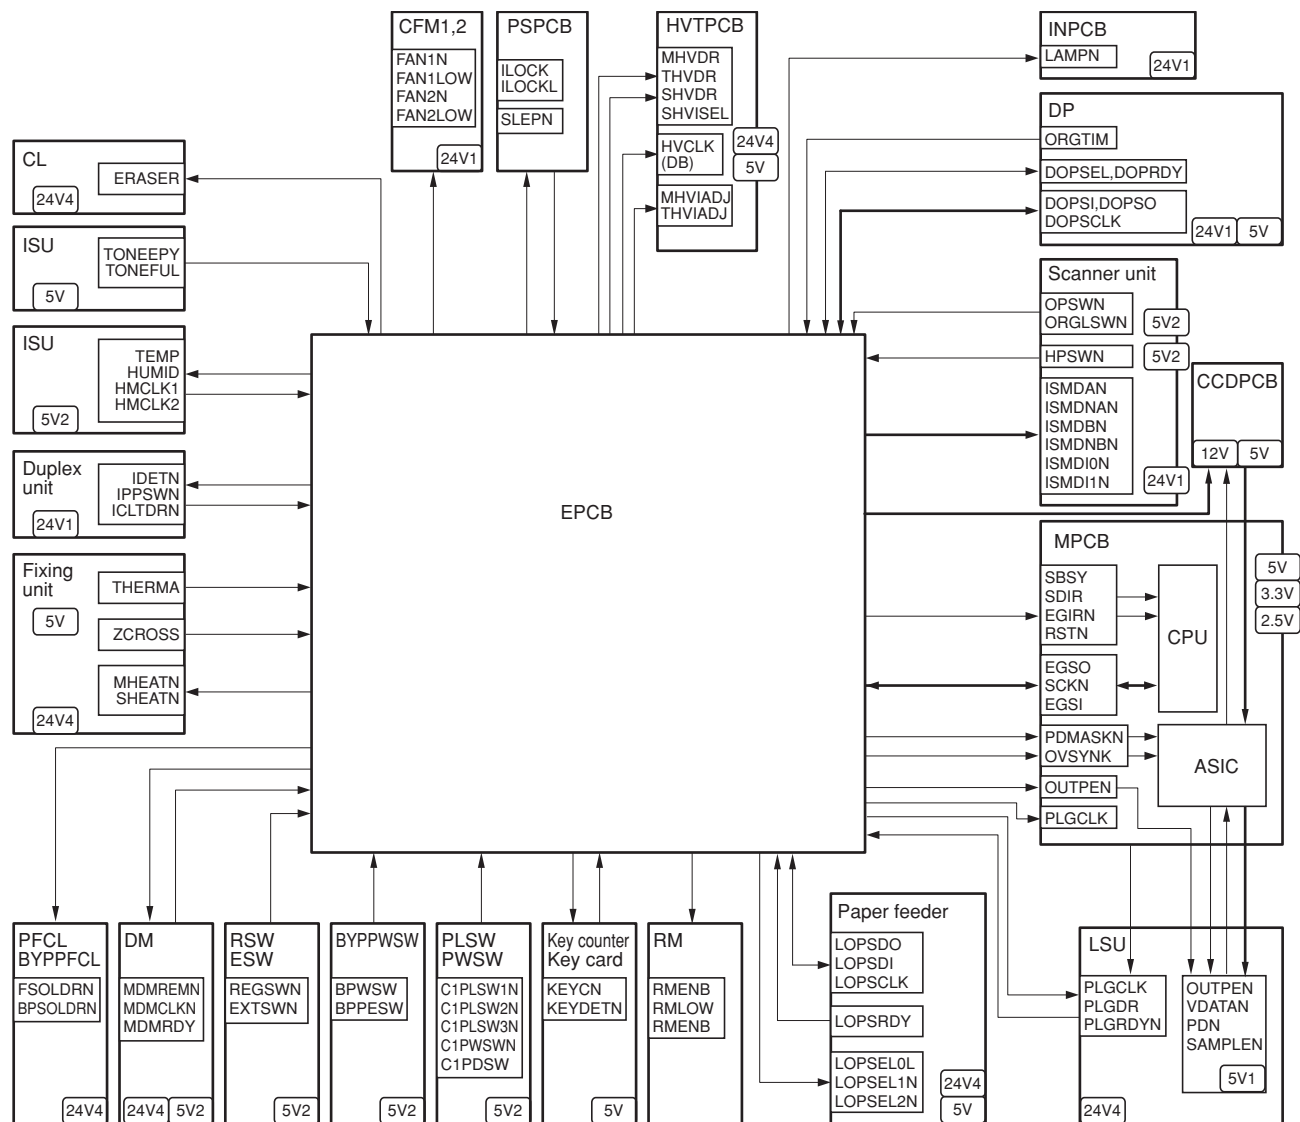 CFM1,2
FAN1N
FAN1LOW
FAN2N
FAN2LOW
24V1
PSPCB
ILOCK
ILOCKL
SLEPN
HVTPCB
MHVDR
THVDR
SHVDR
SHVISEL
HVCLK
(DB)
MHVIADJ
THVIADJ
24V4
5V
INPCB
LAMPN
24V1
DP
ORGTIM
DOPSEL,DOPRDY
DOPSI,DOPSO
DOPSCLK
24V1
5V
CL
ERASER
24V4
ISU
TONEEPY
TONEFUL
5V
ISU
TEMP
HUMID
HMCLK1
HMCLK2
5V2
Duplex
unit
IDETN
IPPSWN
ICLTDRN
24V1
Fixing
unit
5V
THERMA
ZCROSS
MHEATN
SHEATN
24V4
EPCB
Scanner unit
OPSWN
ORGLSWN
5V2
HPSWN
5V2
ISMDAN
ISMDNAN
ISMDBN
ISMDNBN
ISMDI0N
ISMDI1N
24V1
CCDPCB
12V
5V
MPCB
SBSY
SDIR
EGIRN
RSTN
EGSO
SCKN
EGSI
PDMASKN
OVSYNK
OUTPEN
PLGCLK
CPU
ASIC
5V
3.3V
2.5V
PFCL
BYPPFCL
FSOLDRN
BPSOLDRN
24V4
DM
MDMREMN
MDMCLKN
MDMRDY
24V4
5V2
RSW
ESW
REGSWN
EXTSWN
5V2
BYPPWSW
BPWSW
BPPESW
5V2
PLSW
PWSW
C1PLSW1N
C1PLSW2N
C1PLSW3N
C1PWSWN
C1PDSW
5V2
Key counter
Key card
KEYCN
KEYDETN
5V
RM
RMENB
RMLOW
RMENB
Paper feeder
LOPSDO
LOPSDI
LOPSCLK
LOPSRDY
LOPSEL0L
LOPSEL1N
LOPSEL2N
24V4
5V
LSU
PLGCLK
PLGDR
PLGRDYN
OUTPEN
VDATAN
PDN
SAMPLEN
5V1
24V4